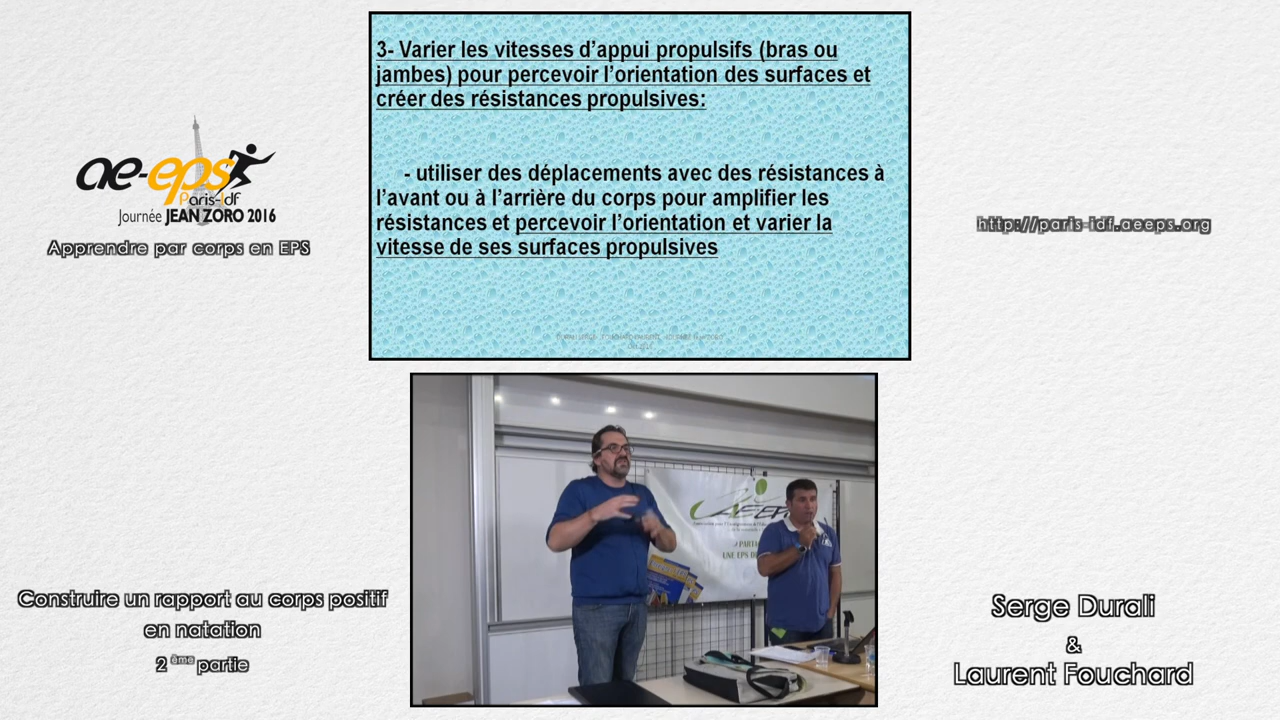 3- Varier les vitesses d’appui propulsifs (bras ou
jambes) pour percevoir l’orientation des surfaces et
créer des résistances propulsives:
- utiliser des déplacements avec des résistances à
l’avant ou à l’arrière du corps pour amplifier les
résistances et percevoir l’orientation et varier la
vitesse de ses surfaces propulsives
ae-eps
Paris-Idf
Journée JEAN ZORO 2016
Apprendre par corps en EPS
http://paris-idf.aeeps.org
UNE EPS
Construire un rapport au corps positif
en natation
2 ème partie
Serge Durali
&
Laurent Fouchard